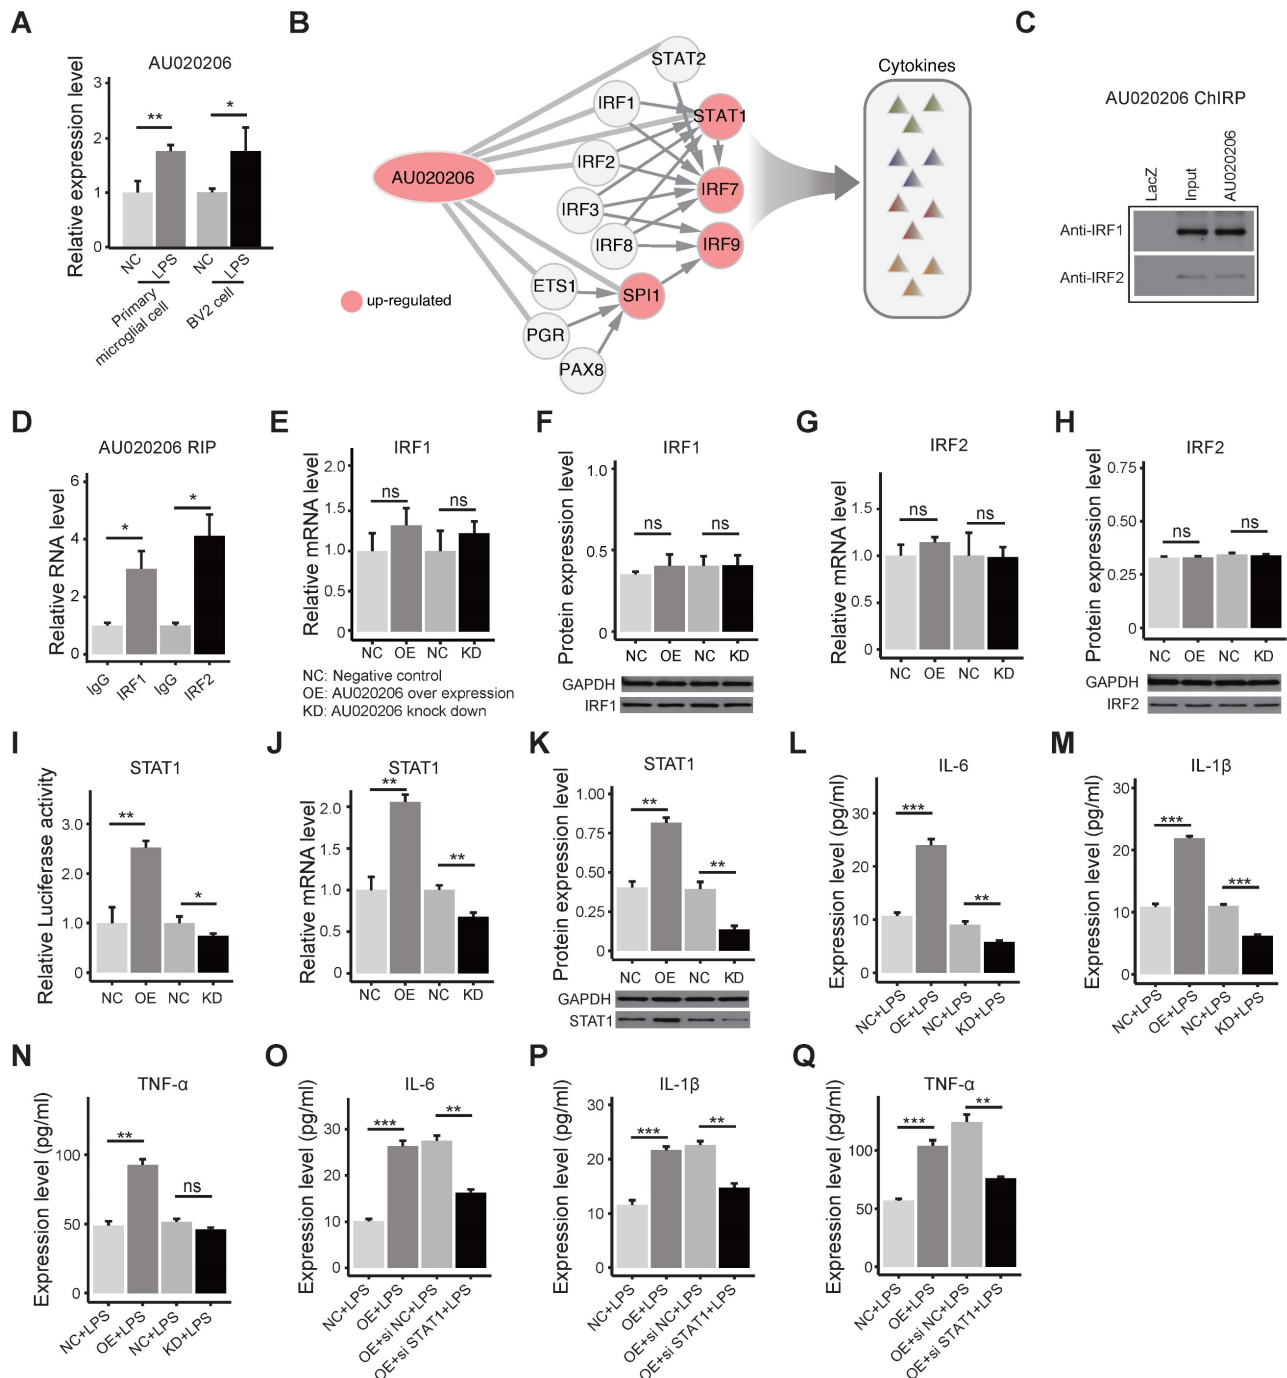 A
AU020206
Relative expression level
3
2
1
0
**
*
NC
LPS
NC
LPS
Primary
microglial cell
BV2 cell
B
AU020206
STAT2
IRF1
STAT1
IRF2
IRF7
IRF3
IRF8
IRF9
ETS1
SPI1
PGR
PAX8
up-regulated
Cytokines
C
AU020206 ChIRP
LacZ
Input
AU020206
Anti-IRF1
Anti-IRF2
D
AU020206 RIP
Relative RNA level
6
4
2
0
*
*
IgG
IRF1
IgG
IRF2
E
IRF1
Relative mRNA level
2.0
1.5
1.0
0.5
0
ns
ns
NC OE NC KD
NC: Negative control
OE: AU020206 over expression
KD: AU020206 knock down
F
IRF1
Protein expression level
1.0
0.5
0
ns
ns
NC OE NC KD
GAPDH
IRF1
G
IRF2
Relative mRNA level
1.5
1.0
0.5
0
ns
ns
NC OE NC KD
H
IRF2
Protein expression level
0.75
0.50
0.25
0
ns
ns
NC OE NC KD
GAPDH
IRF2
I
STAT1
Relative Luciferase activity
3.0
2.0
1.0
0
**
*
NC OE NC KD
J
STAT1
Relative mRNA level
2.0
1.5
1.0
0.5
0
**
**
NC OE NC KD
K
STAT1
Protein expression level
1.00
0.75
0.50
0.25
0
**
**
NC OE NC KD
GAPDH
STAT1
L
IL-6
Expression level (pg/ml)
30
20
10
0
***
**
NC+LPS
OE+LPS
NC+LPS
KD+LPS
M
IL-1β
Expression level (pg/ml)
30
20
10
0
***
***
NC+LPS
OE+LPS
NC+LPS
KD+LPS
N
TNF-α
Expression level (pg/ml)
100
50
0
**
ns
NC+LPS
OE+LPS
NC+LPS
KD+LPS
O
IL-6
Expression level (pg/ml)
30
20
10
0
***
**
NC+LPS
OE+LPS
OE+si NC+LPS
OE+si STAT1+LPS
P
IL-1β
Expression level (pg/ml)
30
20
10
0
***
**
NC+LPS
OE+LPS
OE+si NC+LPS
OE+si STAT1+LPS
Q
TNF-α
Expression level (pg/ml)
100
50
0
***
**
NC+LPS
OE+LPS
OE+si NC+LPS
OE+si STAT1+LPS